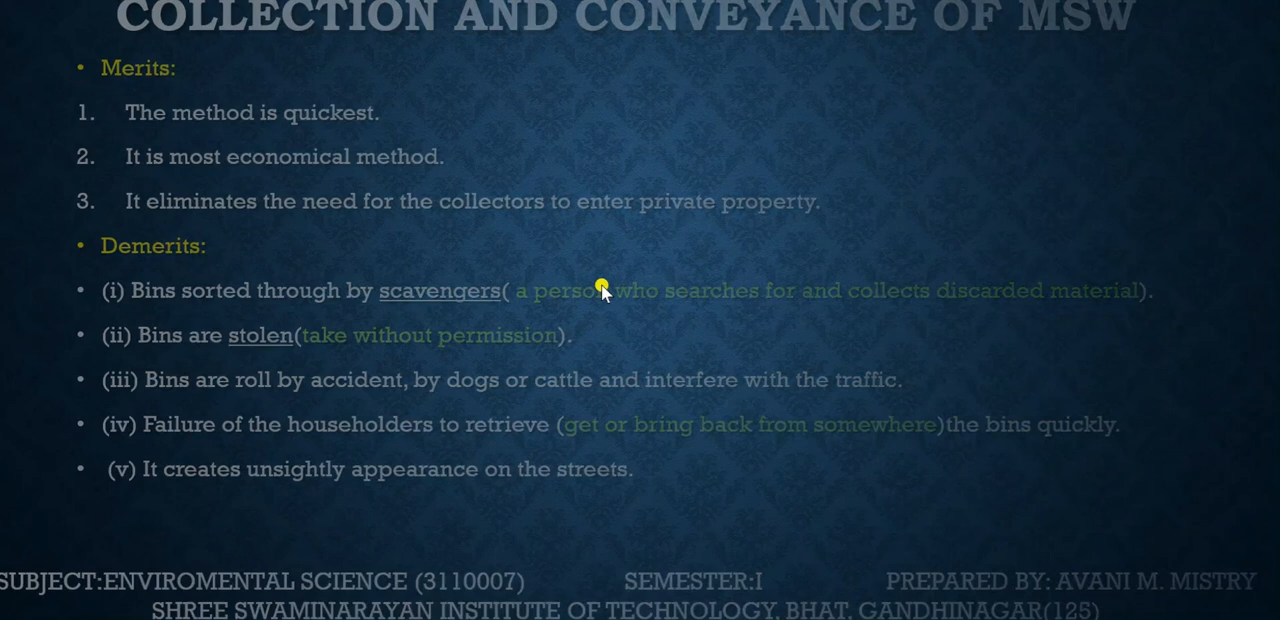 COLLECTION AND CONVEYANCE OF MSW
• Merits:
1. The method is quickest.
2. It is most economical method.
3. It eliminates the need for the collectors to enter private property.
• Demerits:
• (i) Bins sorted through by scavengers( a person who searches for and collects discarded material).
• (ii) Bins are stolen(take without permission).
• (iii) Bins are roll by accident, by dogs or cattle and interfere with the traffic.
• (iv) Failure of the householders to retrieve (get or bring back from somewhere)the bins quickly.
• (v) It creates unsightly appearance on the streets.
SUBJECT:ENVIROMENTAL SCIENCE (3110007) SEMESTER:I PREPARED BY: AVANI M. MISTRY
SHREE SWAMINARAYAN INSTITUTE OF TECHNOLOGY, BHAT, GANDHINAGAR(125)